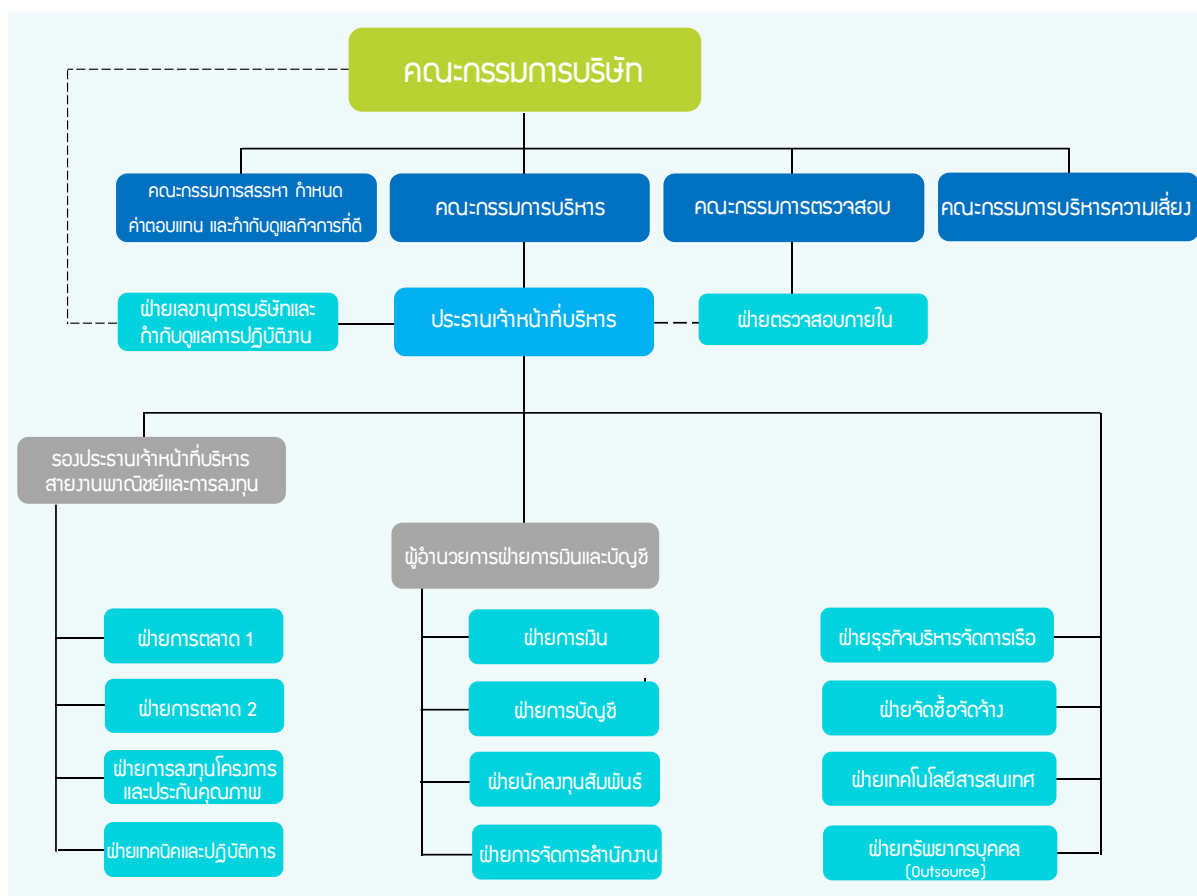 คณะกรรมการบริษัท
คณะกรรมการสรรหา กำหนด
ค่าตอบแทน และกำกับดูแลกิจการที่ดี
คณะกรรมการบริหาร
คณะกรรมการตรวจสอบ
คณะกรรมการบริหารความเสี่ยง
ฝ่ายเลขานุการบริษัทและ
กำกับดูแลการปฏิบัติงาน
ประธานเจ้าหน้าที่บริหาร
ฝ่ายตรวจสอบภายใน
รองประธานเจ้าหน้าที่บริหาร
สายงานพาณิชย์และการลงทุน
ผู้อำนวยการฝ่ายการเงินและบัญชี
ฝ่ายการตลาด 1
ฝ่ายการตลาด 2
ฝ่ายการลงทุนโครงการ
และประกันคุณภาพ
ฝ่ายเทคนิคและปฏิบัติการ
ฝ่ายการเงิน
ฝ่ายการบัญชี
ฝ่ายนักลงทุนสัมพันธ์
ฝ่ายการจัดการสำนักงาน
ฝ่ายธุรกิจบริหารจัดการเรือ
ฝ่ายจัดซื้อจัดจ้าง
ฝ่ายเทคโนโลยีสารสนเทศ
ฝ่ายทรัพยากรบุคคล
(Outsource)